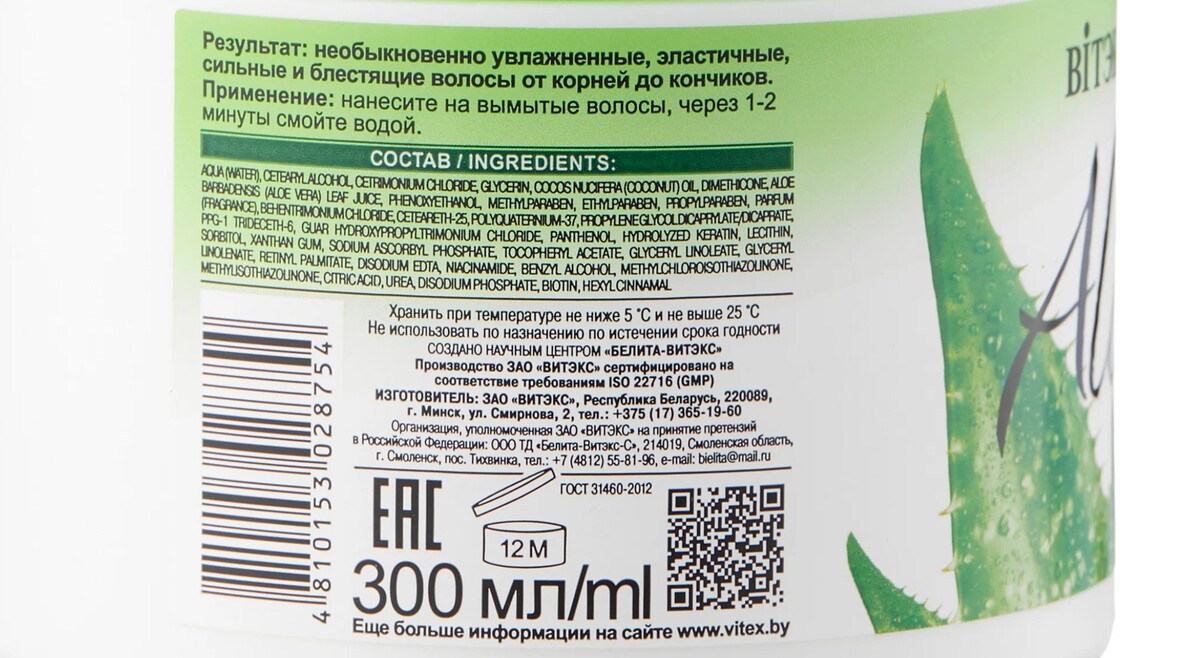 Результат: необыкновенно увлажненные, эластичные,
сильные и блестящие волосы от корней до кончиков.
Применение: нанесите на вымытые волосы, через 1-2
минуты смойте водой.
СОСТАВ / INGREDIENTS:
AQUA (WATER), CETEARYL ALCOHOL, CETRIMONIUM CHLORIDE, GLYCERIN, COCOS NUCIFERA (COCONUT) OIL, DIMETHICONE, ALOE
BARBADENSIS (ALOE VERA) LEAF JUICE, PHENOXYETHANOL, METHYLPARABEN, ETHYLPARABEN, PROPYLPARABEN, PARFUM
(FRAGRANCE), BEHENTRIMONIUM CHLORIDE, CETEARETH-25, POLYQUATERNIUM-37, PROPYLENE GLYCOL DICAPRYLATE/DICAPRATE,
PPG-1 TRIDECETH-6, GUAR HYDROXYPROPYLTRIMONIUM CHLORIDE, PANTHENOL, HYDROLYZED KERATIN, LECITHIN,
SORBITOL, XANTHAN GUM, SODIUM ASCORBYL PHOSPHATE, TOCOPHERYL ACETATE, GLYCERYL LINOLEATE, GLYCERYL
LINOLENATE, RETINYL PALMITATE, DISODIUM EDTA, NIACINAMIDE, BENZYL ALCOHOL, METHYLCHLOROISOTHIAZOLINONE,
METHYLISOTHIAZOLINONE, CITRIC ACID, UREA, DISODIUM PHOSPHATE, BIOTIN, HEXYL CINNAMAL
Хранить при температуре не ниже 5 °С и не выше 25 °С
Не использовать по назначению по истечении срока годности
СОЗДАНО НАУЧНЫМ ЦЕНТРОМ «БЕЛИТА-ВИТЭКС»
Производство ЗАО «ВИТЭКС» сертифицировано на
соответствие требованиям ISO 22716 (GMP)
ИЗГОТОВИТЕЛЬ: ЗАО «ВИТЭКС», Республика Беларусь, 220089,
г. Минск, ул. Смирнова, 2, тел.: +375 (17) 365-19-60
Организация, уполномоченная ЗАО «ВИТЭКС» на принятие претензий
в Российской Федерации: ООО ТД «Белита-Витэкс-С», 214019, Смоленская область,
г. Смоленск, пос. Тихвинка, тел.: +7 (4812) 55-81-96, e-mail: bielita@mail.ru
ЕАС
ГОСТ 31460-2012
12 М
300 мл/ml
Еще больше информации на сайте www.vitex.by
4 810153 028754